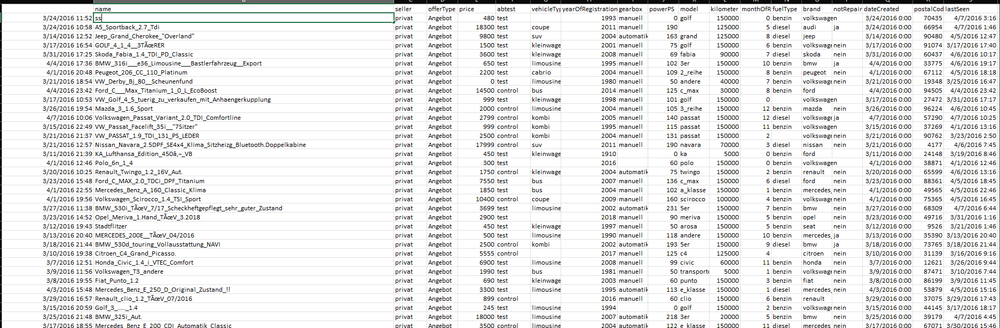 name seller offerType price abtest vehicleTyp yearOfRegistration gearbox powerPS model kilometer monthOfR fuelType brand notRepair dateCreated postalCod lastSeen
3/24/2016 11:52 ss privat Angebot 480 test 1993 manuell 0 golf 150000 0 benzin volkswagen 3/24/2016 0:00 70435 4/7/2016 3:16
3/24/2016 10:58 A5_Sportback_2.7_Tdi privat Angebot 18300 test coupe 2011 manuell 190 125000 5 diesel audi ja 3/24/2016 0:00 66954 4/7/2016 1:46
3/14/2016 12:52 Jeep_Grand_Cherokee_"Overland" privat Angebot 9800 test suv 2004 automatik 163 grand 125000 8 diesel jeep 3/14/2016 0:00 90480 4/5/2016 12:47
3/17/2016 16:54 GOLF_4_1_4__3TÃœRER privat Angebot 1500 test kleinwage 2001 manuell 75 golf 150000 6 benzin volkswage nein 3/17/2016 0:00 91074 3/17/2016 17:40
3/31/2016 17:25 Skoda_Fabia_1.4_TDI_PD_Classic privat Angebot 3600 test kleinwage 2008 manuell 69 fabia 90000 7 diesel skoda nein 3/31/2016 0:00 60437 4/6/2016 10:17
4/4/2016 17:36 BMW_316i___e36_Limousine___Bastlerfahrzeug__Export privat Angebot 650 test limousine 1995 manuell 102 3er 150000 10 benzin bmw ja 4/4/2016 0:00 33775 4/6/2016 19:17
4/1/2016 20:48 Peugeot_206_CC_110_Platinum privat Angebot 2200 test cabrio 2004 manuell 109 2_reihe 150000 8 benzin peugeot nein 4/1/2016 0:00 67112 4/5/2016 18:18
3/21/2016 18:54 VW_Derby_Bj_80__Scheunenfund privat Angebot 0 test limousine 1980 manuell 50 andere 40000 7 benzin volkswage nein 3/21/2016 0:00 19348 3/25/2016 16:47
4/4/2016 23:42 Ford_C___Max_Titanium_1_0_L_EcoBoost privat Angebot 14500 control bus 2014 manuell 125 c_max 30000 8 benzin ford 4/4/2016 0:00 94505 4/4/2016 23:42
3/17/2016 10:53 VW_Golf_4_5_tuerig_zu_verkaufen_mit_Anhaengerkupplung privat Angebot 999 test kleinwage 1998 manuell 101 golf 150000 0 volkswagen 3/17/2016 0:00 27472 3/31/2016 17:17
3/26/2016 19:54 Mazda_3_1.6_Sport privat Angebot 2000 control limousine 2004 manuell 105 3_reihe 150000 12 benzin mazda nein 3/26/2016 0:00 96224 4/6/2016 10:45
4/7/2016 10:06 Volkswagen_Passat_Variant_2.0_TDI_Comfortline privat Angebot 2799 control kombi 2005 manuell 140 passat 150000 12 diesel volkswage ja 4/7/2016 0:00 57290 4/7/2016 10:25
3/15/2016 22:49 VW_Passat_Facelift_35i__"7Sitzer" privat Angebot 999 control kombi 1995 manuell 115 passat 150000 11 benzin volkswagen 3/15/2016 0:00 37269 4/1/2016 13:16
3/21/2016 21:37 VW_PASSAT_1.9_TDI_131_PS_LEDER privat Angebot 2500 control kombi 2004 manuell 131 passat 150000 2 volkswage nein 3/21/2016 0:00 90762 3/23/2016 2:50
3/21/2016 12:57 Nissan_Navara_2.5DPF_SE4x4_Klima_Sitzheizg_Bluetooth.Doppelkabine privat Angebot 17999 control suv 2011 manuell 190 navara 70000 3 diesel nissan nein 3/21/2016 0:00 4177 4/6/2016 7:45
3/11/2016 21:39 KA_Lufthansa_Edition_450â‚¬_VB privat Angebot 450 test kleinwage 1910 0 ka 5000 0 benzin ford 3/11/2016 0:00 24148 3/19/2016 8:46
4/1/2016 12:46 Polo_6n_1_4 privat Angebot 300 test 2016 60 polo 150000 0 benzin volkswagen 4/1/2016 0:00 38871 4/1/2016 12:46
3/20/2016 10:25 Renault_Twingo_1.2_16V_Aut. privat Angebot 1750 control kleinwage 2004 automatik 75 twingo 150000 2 benzin renault nein 3/20/2016 0:00 65599 4/6/2016 13:16
3/23/2016 15:48 Ford_C_MAX_2.0_TDCi_DPF_Titanium privat Angebot 7550 test bus 2007 manuell 136 c_max 150000 6 diesel ford nein 3/23/2016 0:00 88361 4/5/2016 18:45
4/1/2016 22:55 Mercedes_Benz_A_160_Classic_Klima privat Angebot 1850 test bus 2004 manuell 102 a_klasse 150000 1 benzin mercedes_ nein 4/1/2016 0:00 49565 4/5/2016 22:46
4/1/2016 19:56 Volkswagen_Scirocco_1.4_TSI_Sport privat Angebot 10400 control coupe 2009 manuell 160 scirocco 100000 4 benzin volkswage nein 4/1/2016 0:00 75365 4/5/2016 16:45
3/27/2016 11:38 BMW_530i_TÃœV_7/17_Scheckheftgepflegt_sehr_guter_Zustand privat Angebot 3699 test limousine 2002 automatik 231 5er 150000 7 benzin bmw nein 3/27/2016 0:00 68309 4/7/2016 6:44
3/23/2016 14:52 Opel_Meriva_1.Hand_TÃœV_3.2018 privat Angebot 2900 test 2018 manuell 90 meriva 150000 5 benzin opel nein 3/23/2016 0:00 49716 3/31/2016 1:16
3/12/2016 19:43 Stadtflitzer privat Angebot 450 test kleinwage 1997 manuell 50 arosa 150000 5 benzin seat nein 3/12/2016 0:00 9526 3/21/2016 1:46
3/13/2016 20:40 MERCEDES_200E__TÃœV_04/2016 privat Angebot 500 test limousine 1990 manuell 118 andere 150000 10 benzin mercedes_ ja 3/13/2016 0:00 35390 3/13/2016 20:40
3/18/2016 21:44 BMW_530d_touring_Vollausstattung_NAVI privat Angebot 2500 control kombi 2002 automatik 193 5er 150000 9 diesel bmw ja 3/18/2016 0:00 73765 3/18/2016 21:44
3/10/2016 19:38 Citroen_C4_Grand_Picasso. privat Angebot 5555 control 2017 manuell 125 c4 125000 4 citroen nein 3/10/2016 0:00 31139 3/16/2016 9:16
3/7/2016 12:51 Honda_Civic_1.4_i_VTEC_Comfort privat Angebot 6900 test limousine 2008 manuell 99 civic 60000 11 benzin honda nein 3/7/2016 0:00 12621 3/26/2016 9:44
3/9/2016 11:56 Volkswagen_T3_andere privat Angebot 1990 test bus 1981 manuell 50 transporte 5000 1 benzin volkswage nein 3/9/2016 0:00 87471 3/10/2016 7:44
3/8/2016 19:55 Fiat_Punto_1.2 privat Angebot 690 test kleinwage 2003 manuell 60 punto 150000 3 benzin fiat nein 3/8/2016 0:00 86199 3/9/2016 11:45
4/3/2016 15:48 Mercedes_Benz_E_250_D_Original_Zustand_!! privat Angebot 3300 test limousine 1995 automatik 113 e_klasse 150000 1 diesel mercedes_ nein 4/3/2016 0:00 53879 4/5/2016 15:16
3/29/2016 16:57 Renault_clio_1.2_TÃœV_07/2016 privat Angebot 899 control 2016 manuell 60 clio 150000 6 benzin renault 3/29/2016 0:00 37075 3/29/2016 17:43
3/15/2016 20:59 Golf_3_....._1.4 privat Angebot 245 test limousine 1994 0 golf 150000 2 benzin volkswage nein 3/15/2016 0:00 44145 3/17/2016 18:17
3/25/2016 21:48 BMW_325i_Aut. privat Angebot 18000 test limousine 2007 automatik 218 3er 20000 5 benzin bmw nein 3/25/2016 0:00 39179 4/7/2016 4:45
3/17/2016 18:55 Mercedes_Benz_E_200_CDI_Automatik_Classic privat Angebot 3500 control limousine 2004 automatik 122 e_klasse 150000 11 diesel mercedes_ nein 3/17/2016 0:00 67071 3/30/2016 15:46